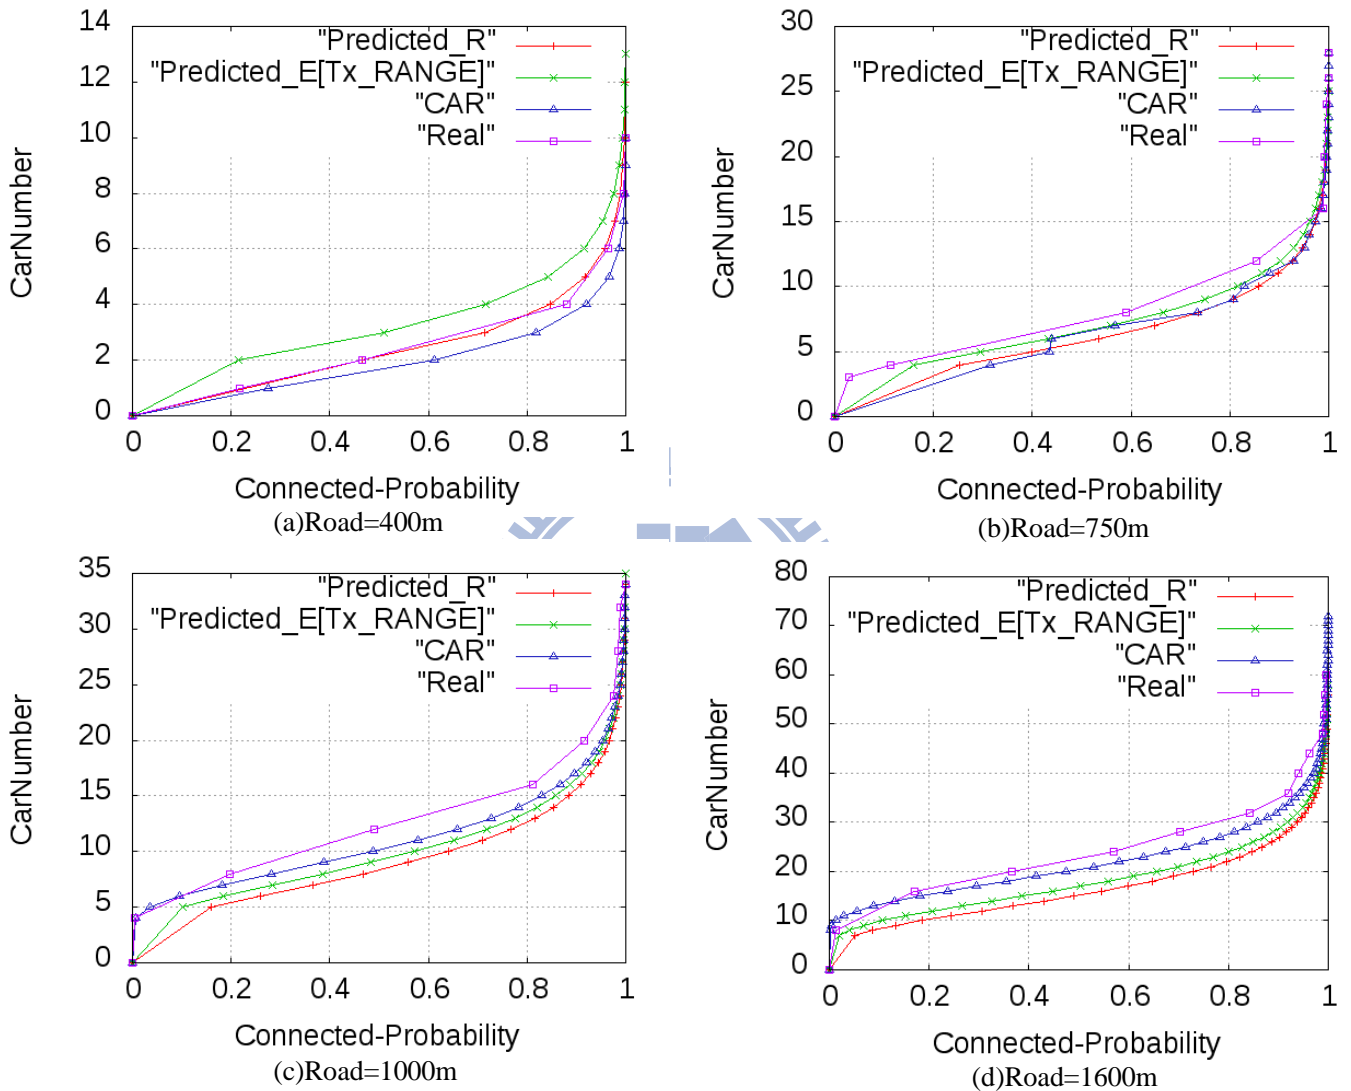 14
12
10
8
6
4
2
0
CarNumber
"Predicted_R"
"Predicted_E[Tx_RANGE]"
"CAR"
"Real"
0 0.2 0.4 0.6 0.8 1
Connected-Probability
(a)Road=400m
30
25
20
15
10
5
0
CarNumber
"Predicted_R"
"Predicted_E[Tx_RANGE]"
"CAR"
"Real"
0 0.2 0.4 0.6 0.8 1
Connected-Probability
(b)Road=750m
35
30
25
20
15
10
5
0
CarNumber
"Predicted_R"
"Predicted_E[Tx_RANGE]"
"CAR"
"Real"
0 0.2 0.4 0.6 0.8 1
Connected-Probability
(c)Road=1000m
80
70
60
50
40
30
20
10
0
CarNumber
"Predicted_R"
"Predicted_E[Tx_RANGE]"
"CAR"
"Real"
0 0.2 0.4 0.6 0.8 1
Connected-Probability
(d)Road=1600m